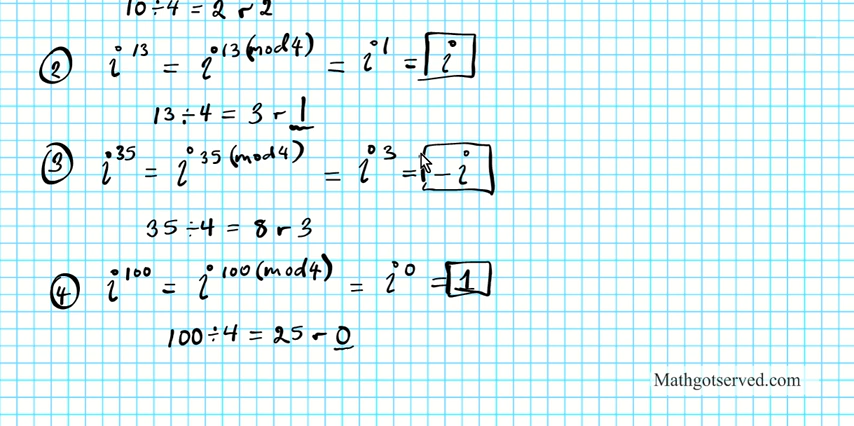 10 ÷ 4 = 2 r 2
② i^13 = i^13 (mod 4) = i^1 = i
13 ÷ 4 = 3 r 1
③ i^35 = i^35 (mod 4) = i^3 = -i
35 ÷ 4 = 8 r 3
④ i^100 = i^100 (mod 4) = i^0 = 1
100 ÷ 4 = 25 r 0
Mathgotserved.com